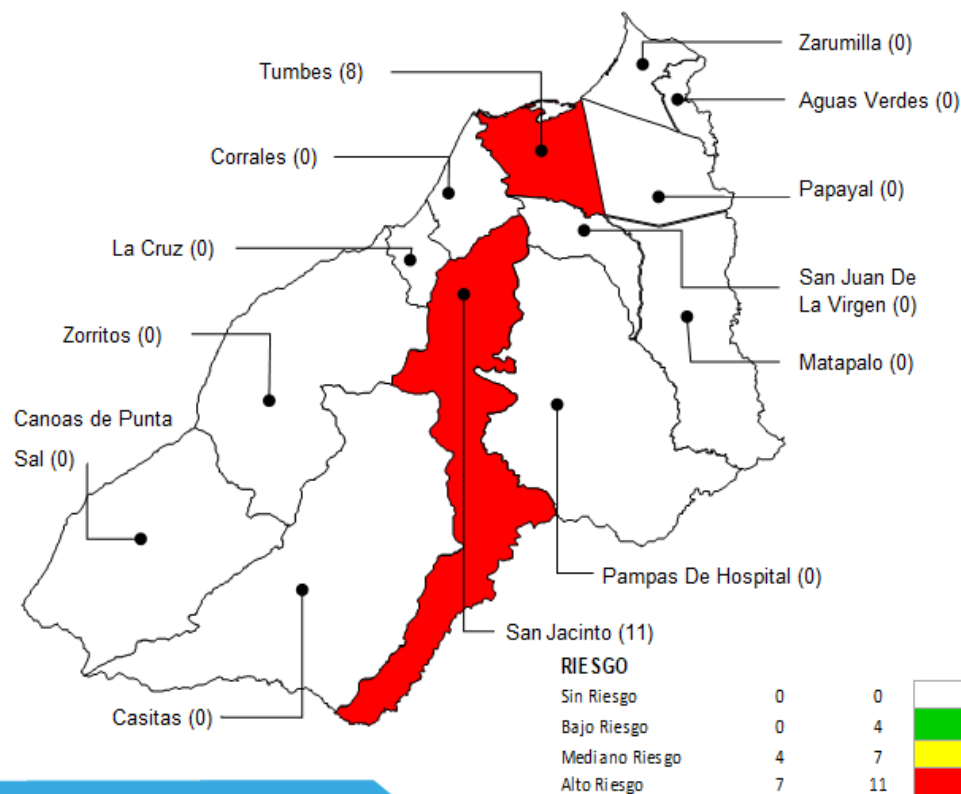 Zarumilla (0)
Tumbes (8)
Aguas Verdes (0)
Corrales (0)
Papayal (0)
La Cruz (0)
San Juan De
La Virgen (0)
Zorritos (0)
Matapalo (0)
Canoas de Punta
Sal (0)
Pampas De Hospital (0)
San Jacinto (11)
Casitas (0)
RIESGO
Sin Riesgo 0 0
Bajo Riesgo 0 4
Mediano Riesgo 4 7
Alto Riesgo 7 11